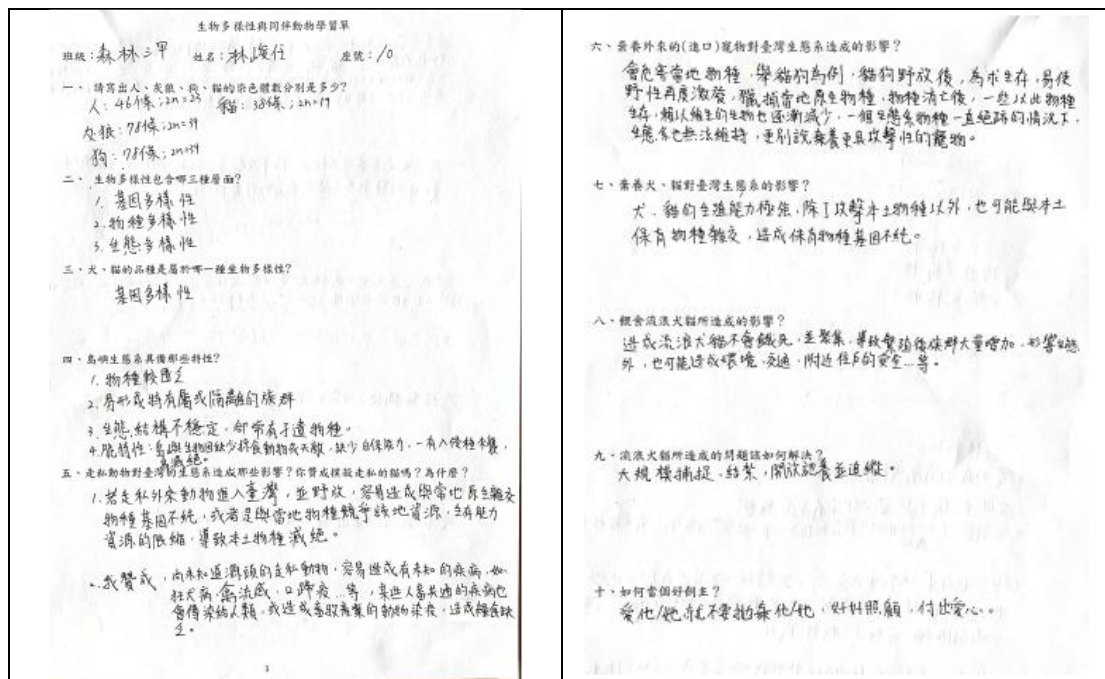 生物多樣性與同伴動物學習單
班級：森林二甲 姓名：林 座號：10
一、請寫出人、灰狼、狗、貓的染色體數分別是多少？
人：46條；2n=23 貓：38條；2n=19
灰狼：78條；2n=39
狗：78條；2n=39
二、生物多樣性包含哪三種層面？
1. 基因多樣性
2. 物種多樣性
3. 生態多樣性
三、犬、貓的品種是屬於哪一種生物多樣性？
基因多樣性
四、島嶼生態系具備那些特性？
1. 物種較匱乏
2. 有形成特有屬或隔離的族群
3. 生態結構不穩定，卻常有孑遺物種。
4. 脆弱性：島嶼生物因缺少掠食動物或天敵，缺少自保能力，一有入侵種來襲，
滅絕。
五、走私動物對臺灣的生態系造成那些影響？你贊成撲殺走私的貓嗎？為什麼？
1. 若走私外來動物進入臺灣，並野放，容易造成與當地原生雜交
物種基因不純，或者是與當地物種競爭該地資源，生存能力
資源的限縮，導致本土物種滅絕。
2. 我贊成，尚未知道源頭的走私動物，容易造成有未知的疾病，如
狂犬病、禽流感、口蹄疫…等，某些人畜共通的疾病也
會傳染給人類，或造成畜牧養業的動物染疫，造成糧食缺
乏。
1
六、豢養外來的(進口)寵物對臺灣生態系造成的影響？
會危害當地物種，舉貓狗為例，貓狗野放後，為求生存，易使
野性再度激發，獵捕當地原生物種，物種消亡後，一些以此物種
生存，賴以維生的生物也逐漸減少，一個生態系物種一直絕跡的情況下，
生態系也無法維持，更別說豢養更具攻擊性的寵物。
七、豢養犬、貓對臺灣生態系的影響？
犬、貓的生殖能力極強，除了攻擊本土物種以外，也可能與本土
保育物種雜交，造成保育物種基因不純。
八、餵食流浪犬貓所造成的影響？
造成流浪犬貓不會餓死，並聚集，導致繁殖後族群大量增加，影響生態
外，也可能造成環境、交通、附近住戶的安全…等。
九、流浪犬貓所造成的問題該如何解決？
大規模捕捉、結紮，開放認養並追蹤。
十、如何當個好飼主？
愛他/她就不要拋棄他/她，好好照顧，付出愛心。